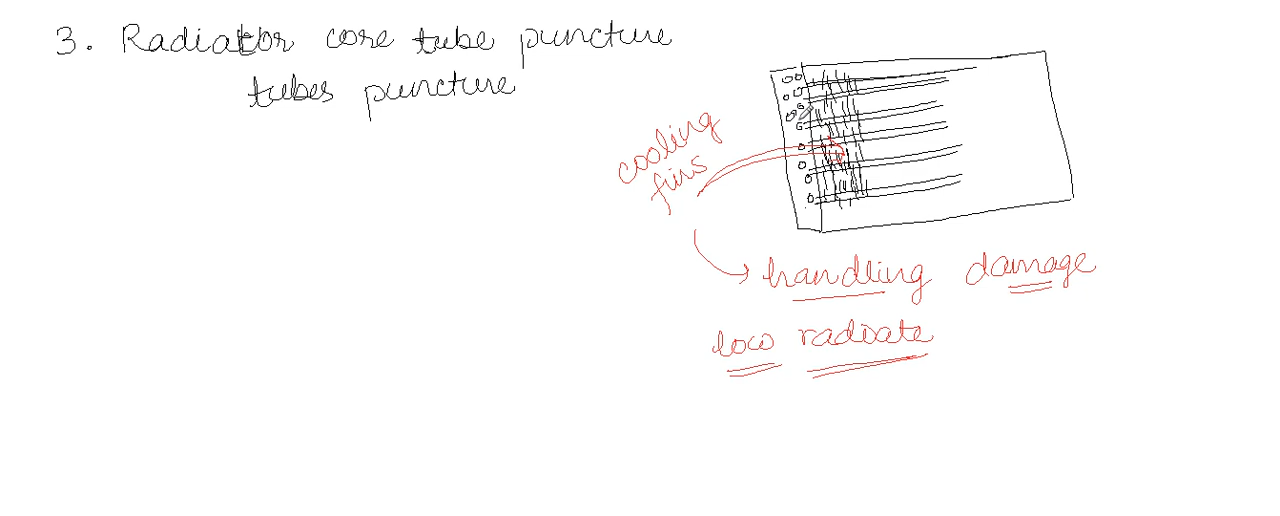 3. Radiator core tube puncture
tubes puncture
cooling
fins
handling damage
low radiate